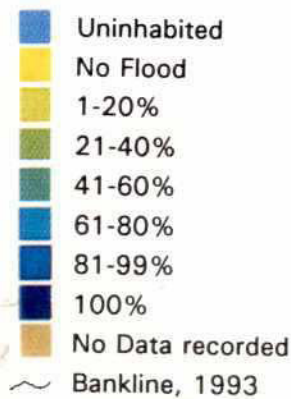 Uninhabited
No Flood
1-20%
21-40%
41-60%
61-80%
81-99%
100%
No Data recorded
Bankline, 1993